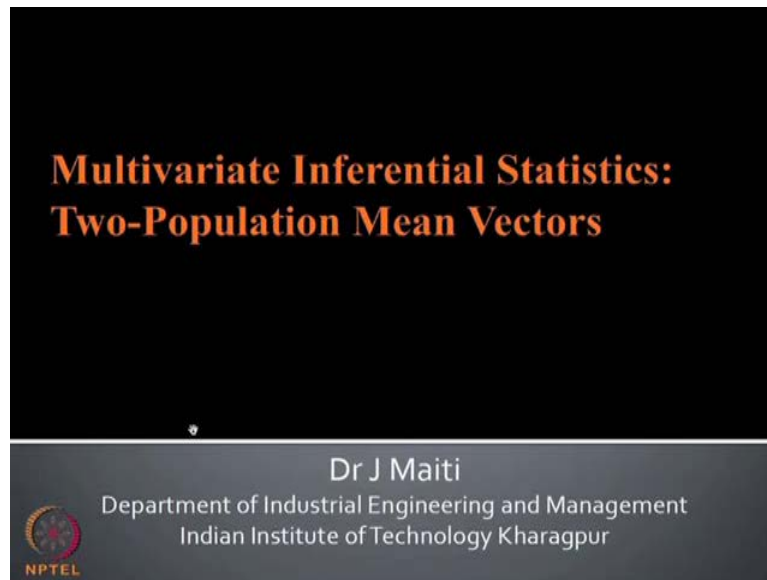 Multivariate Inferential Statistics:
Two-Population Mean Vectors
Dr J Maiti
Department of Industrial Engineering and Management
Indian Institute of Technology Kharagpur
NPTEL